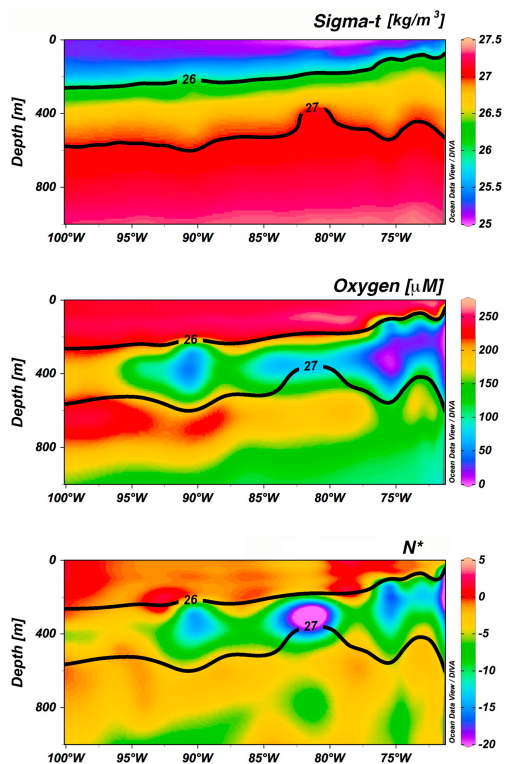 Sigma-t [kg/m³]
0
400
800
Depth [m]
26
27
100°W 95°W 90°W 85°W 80°W 75°W
27.5
27
26.5
26
25.5
25
Ocean Data View / DIVA
Oxygen [μM]
0
400
800
Depth [m]
26
27
100°W 95°W 90°W 85°W 80°W 75°W
250
200
150
100
50
0
Ocean Data View / DIVA
N*
0
400
800
Depth [m]
26
27
100°W 95°W 90°W 85°W 80°W 75°W
5
0
-5
-10
-15
-20
Ocean Data View / DIVA